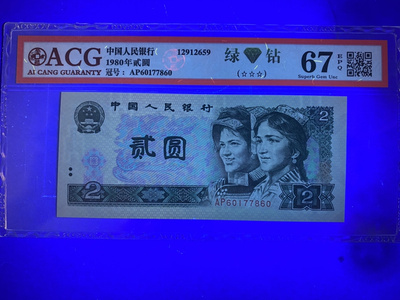 ACG
AI CANG GUARANTY
中国人民银行
1980年贰圆
冠号: AP60177860
12912659
绿 钻
(☆☆☆)
67
EPQ
Superb Gem Unc
中国人民银行
2
贰圆
2
2
AP60177860